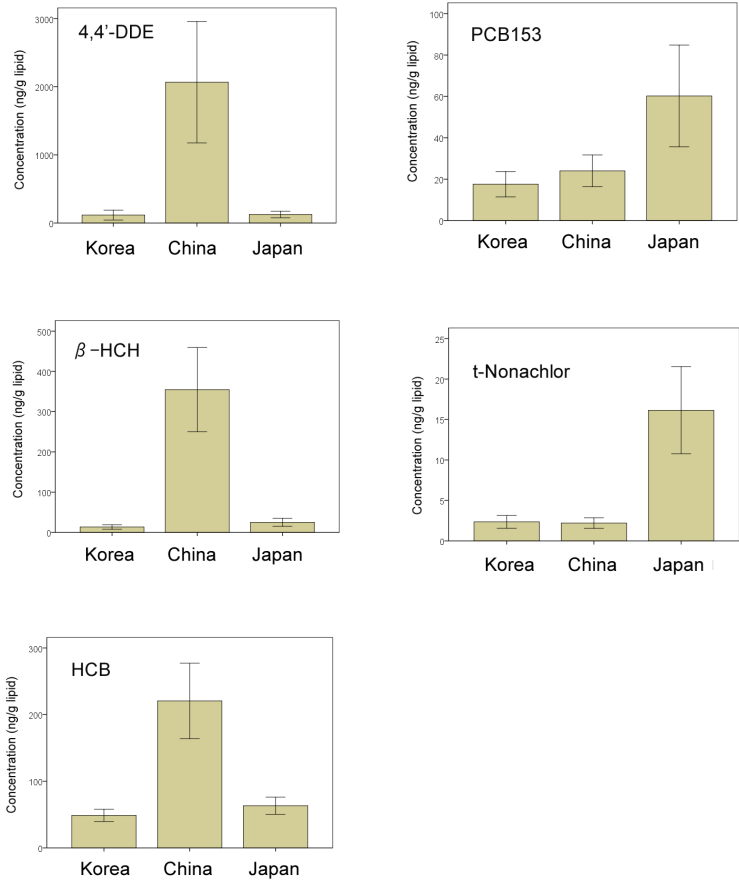 4,4'-DDE
Concentration (ng/g lipid)
3000
2000
1000
0
Korea China Japan
PCB153
Concentration (ng/g lipid)
100
80
60
40
20
0
Korea China Japan
β-HCH
Concentration (ng/g lipid)
500
400
300
200
100
0
Korea China Japan
t-Nonachlor
Concentration (ng/g lipid)
25
20
15
10
5
0
Korea China Japan
HCB
Concentration (ng/g lipid)
300
200
100
0
Korea China Japan